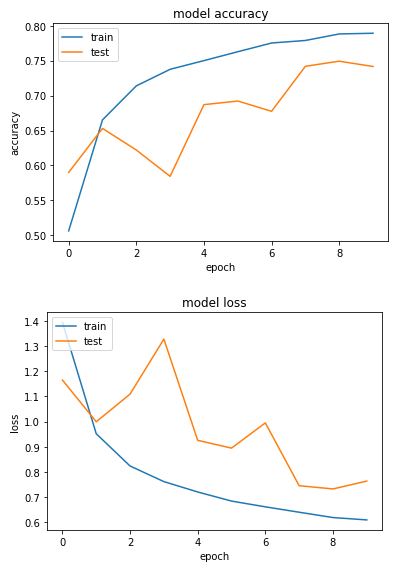 model accuracy
train
test
0.80
0.75
0.70
0.65
0.60
0.55
0.50
accuracy
0 2 4 6 8
epoch
model loss
train
test
1.4
1.3
1.2
1.1
1.0
0.9
0.8
0.7
0.6
loss
0 2 4 6 8
epoch